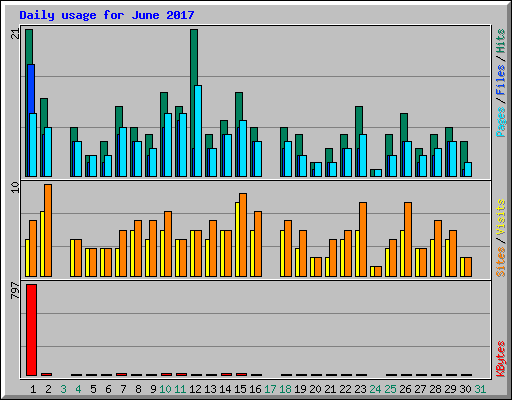 Daily usage for June 2017
21
Pages/Files/Hits
10
Sites/Visits
797
KBytes
1 2 3 4 5 6 7 8 9 10 11 12 13 14 15 16 17 18 19 20 21 22 23 24 25 26 27 28 29 30 31